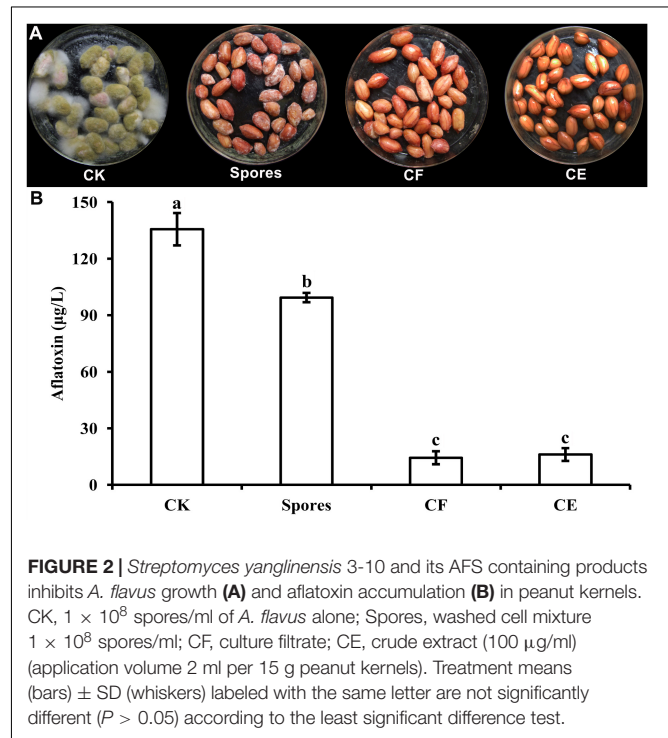 A
CK Spores CF CE
B
150
120
90
60
30
0
Aflatoxin (µg/L)
a
b
c
c
CK Spores CF CE
FIGURE 2 | Streptomyces yanglinensis 3-10 and its AFS containing products
inhibits A. flavus growth (A) and aflatoxin accumulation (B) in peanut kernels.
CK, 1 × 10⁸ spores/ml of A. flavus alone; Spores, washed cell mixture
1 × 10⁸ spores/ml; CF, culture filtrate; CE, crude extract (100 µg/ml)
(application volume 2 ml per 15 g peanut kernels). Treatment means
(bars) ± SD (whiskers) labeled with the same letter are not significantly
different (P > 0.05) according to the least significant difference test.